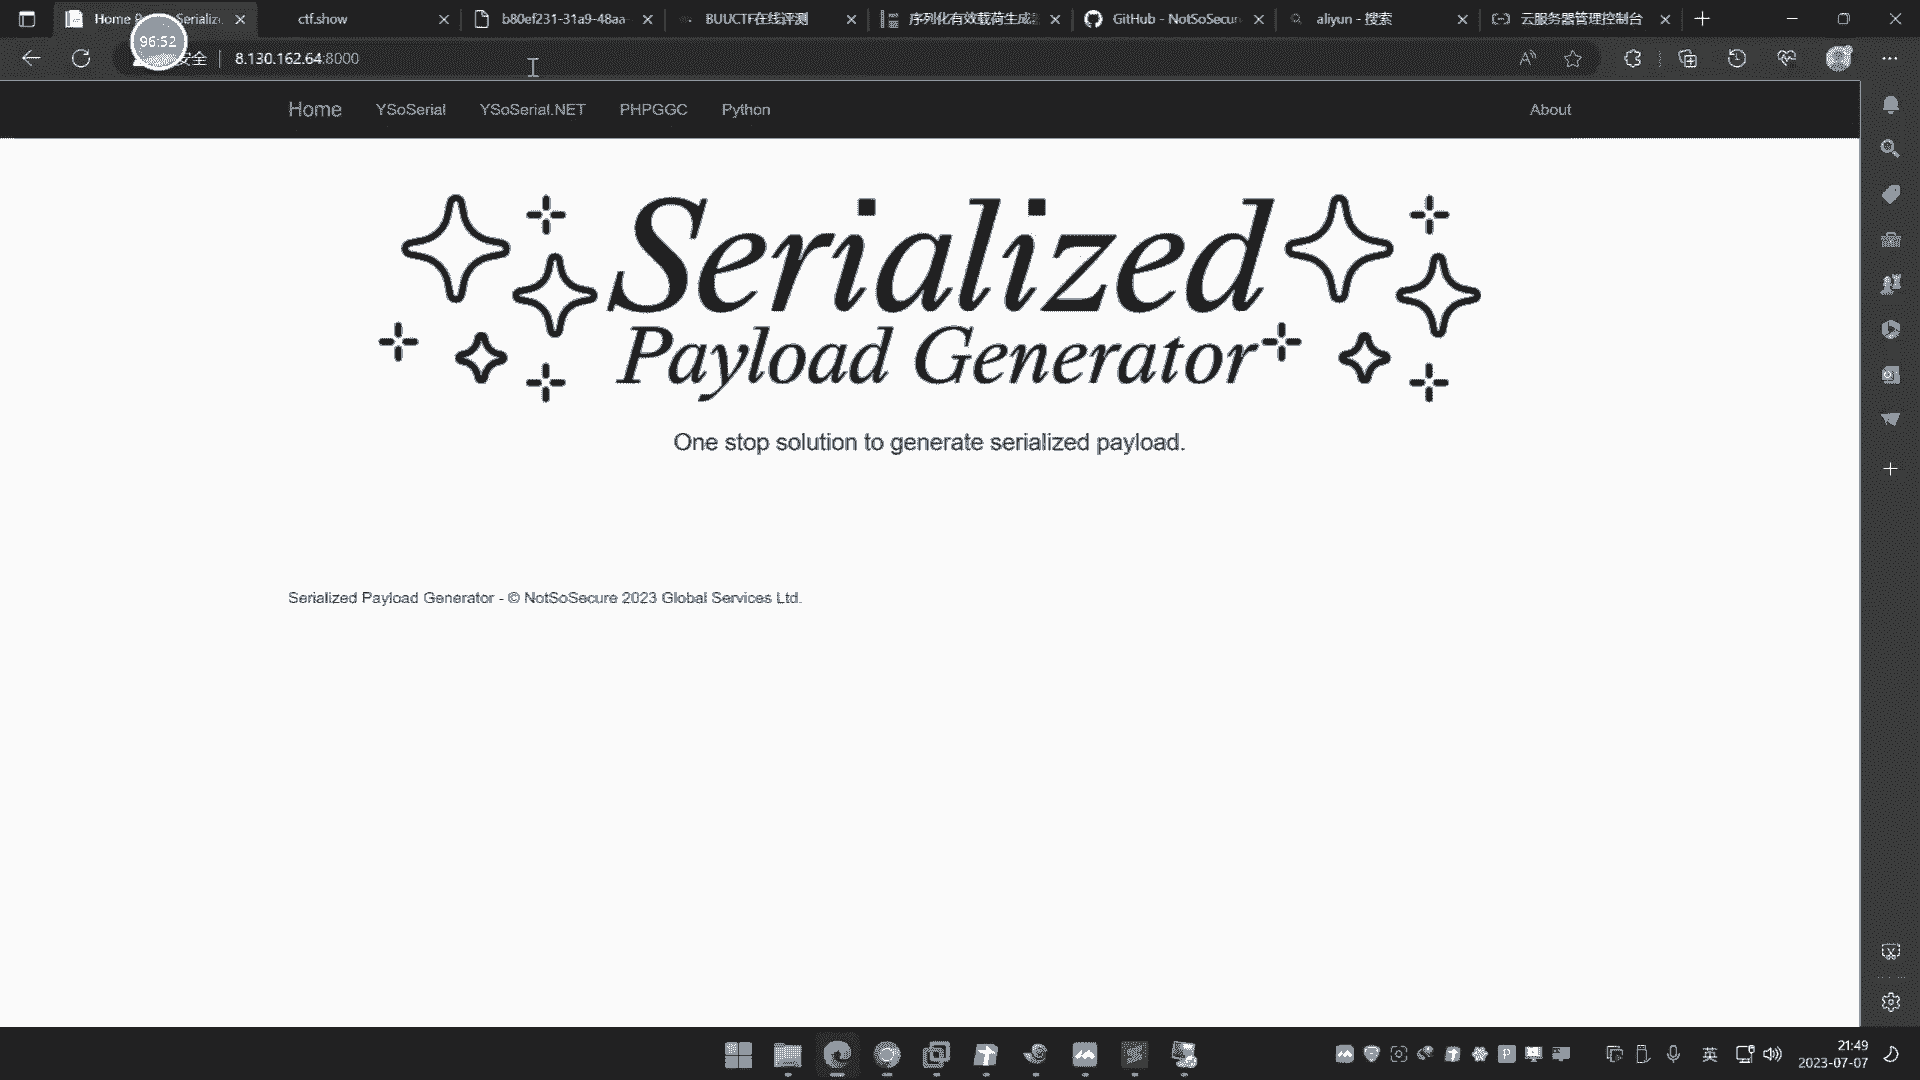 Home
Serializ
ctf.show
b80ef231-31a9-48aa
BUUCTF在线评测
序列化有效载荷生成
GitHub - NotSoSecur
aliyun - 搜索
云服务器管理控制台
96:52
安全
8.130.162.64:8000
Home
YSoSerial
YSoSerial.NET
PHPGGC
Python
About
Serialized
Payload Generator
One stop solution to generate serialized payload.
Serialized Payload Generator - © NotSoSecure 2023 Global Services Ltd.
英
21:49
2023-07-07